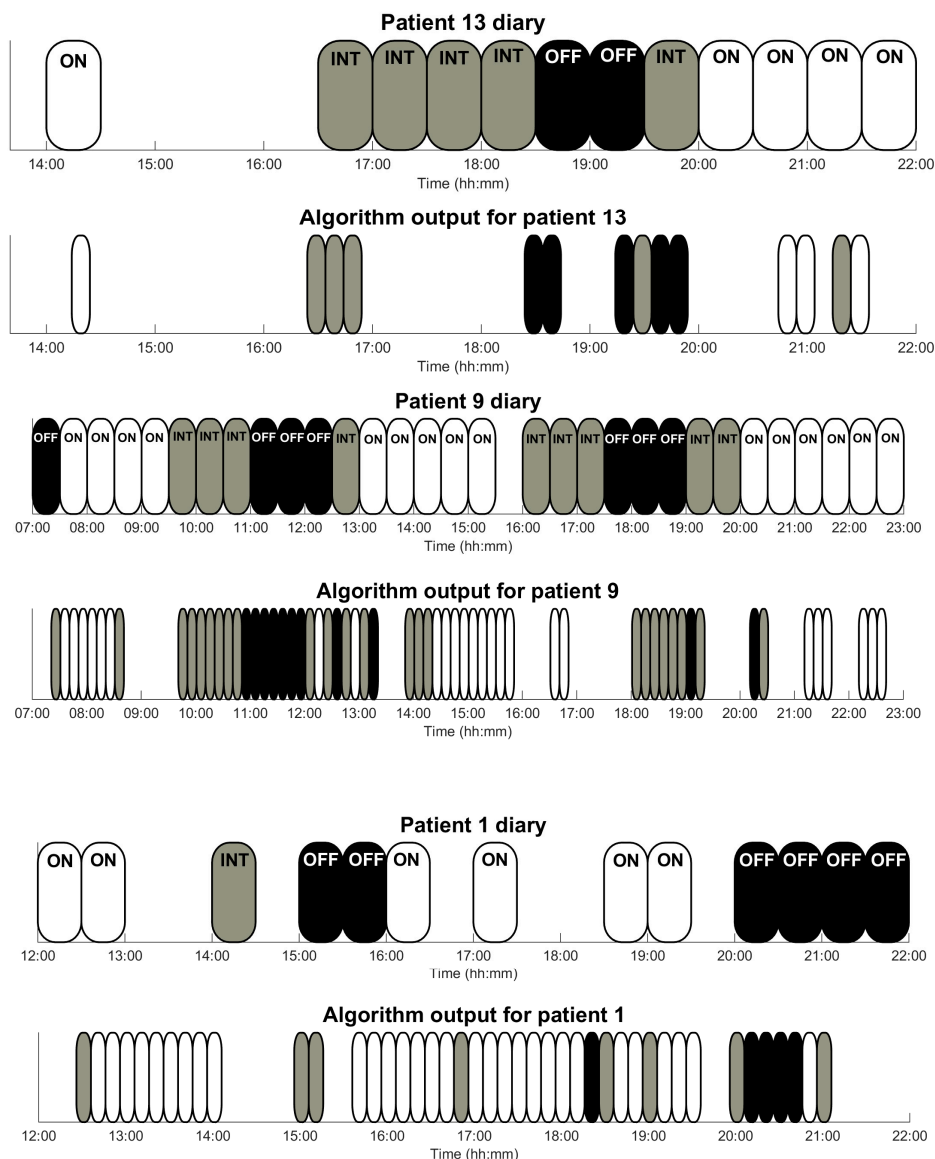 Patient 13 diary
ON INT INT INT INT OFF OFF INT ON ON ON ON
14:00 15:00 16:00 17:00 18:00 19:00 20:00 21:00 22:00
Time (hh:mm)
Algorithm output for patient 13
14:00 15:00 16:00 17:00 18:00 19:00 20:00 21:00 22:00
Time (hh:mm)
Patient 9 diary
OFF ON ON ON ON INT INT INT OFF OFF OFF INT ON ON ON ON ON INT INT INT OFF OFF OFF INT INT ON ON ON ON ON ON
07:00 08:00 09:00 10:00 11:00 12:00 13:00 14:00 15:00 16:00 17:00 18:00 19:00 20:00 21:00 22:00 23:00
Time (hh:mm)
Algorithm output for patient 9
07:00 08:00 09:00 10:00 11:00 12:00 13:00 14:00 15:00 16:00 17:00 18:00 19:00 20:00 21:00 22:00 23:00
Time (hh:mm)
Patient 1 diary
ON ON INT OFF OFF ON ON ON ON OFF OFF OFF OFF
12:00 13:00 14:00 15:00 16:00 17:00 18:00 19:00 20:00 21:00 22:00
Time (hh:mm)
Algorithm output for patient 1
12:00 13:00 14:00 15:00 16:00 17:00 18:00 19:00 20:00 21:00 22:00
Time (hh:mm)